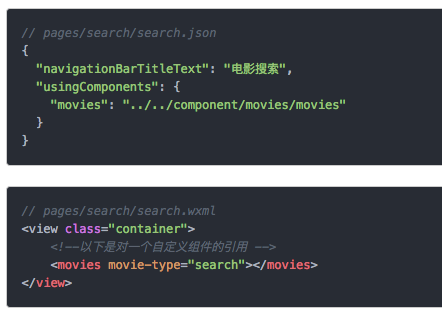 // pages/search/search.json
{
  "navigationBarTitleText": "电影搜索",
  "usingComponents": {
    "movies": "../../component/movies/movies"
  }
}
// pages/search/search.wxml
<view class="container">
    <!--以下是对一个自定义组件的引用 -->
    <movies movie-type="search"></movies>
</view>